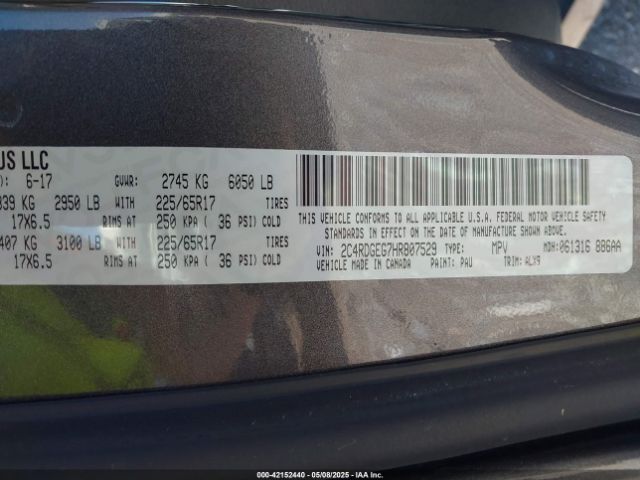 US LLC
): 6-17 GVWR: 2745 KG 6050 LB
339 KG 2950 LB WITH 225/65R17 TIRES
17X6.5 RIMS AT 250 KPA ( 36 PSI) COLD
407 KG 3100 LB WITH 225/65R17 TIRES
17X6.5 RIMS AT 250 KPA ( 36 PSI) COLD
THIS VEHICLE CONFORMS TO ALL APPLICABLE U.S.A. FEDERAL MOTOR VEHICLE SAFETY
STANDARDS IN EFFECT ON THE DATE OF MANUFACTURE SHOWN ABOVE.
VIN: 2C4RDGEG7HR807529 TYPE: MPV MDH: 061316 886AA
VEHICLE MADE IN CANADA PAINT: PAU TRIM: ALX9
000-42152440 - 05/08/2025 - IAAI.com